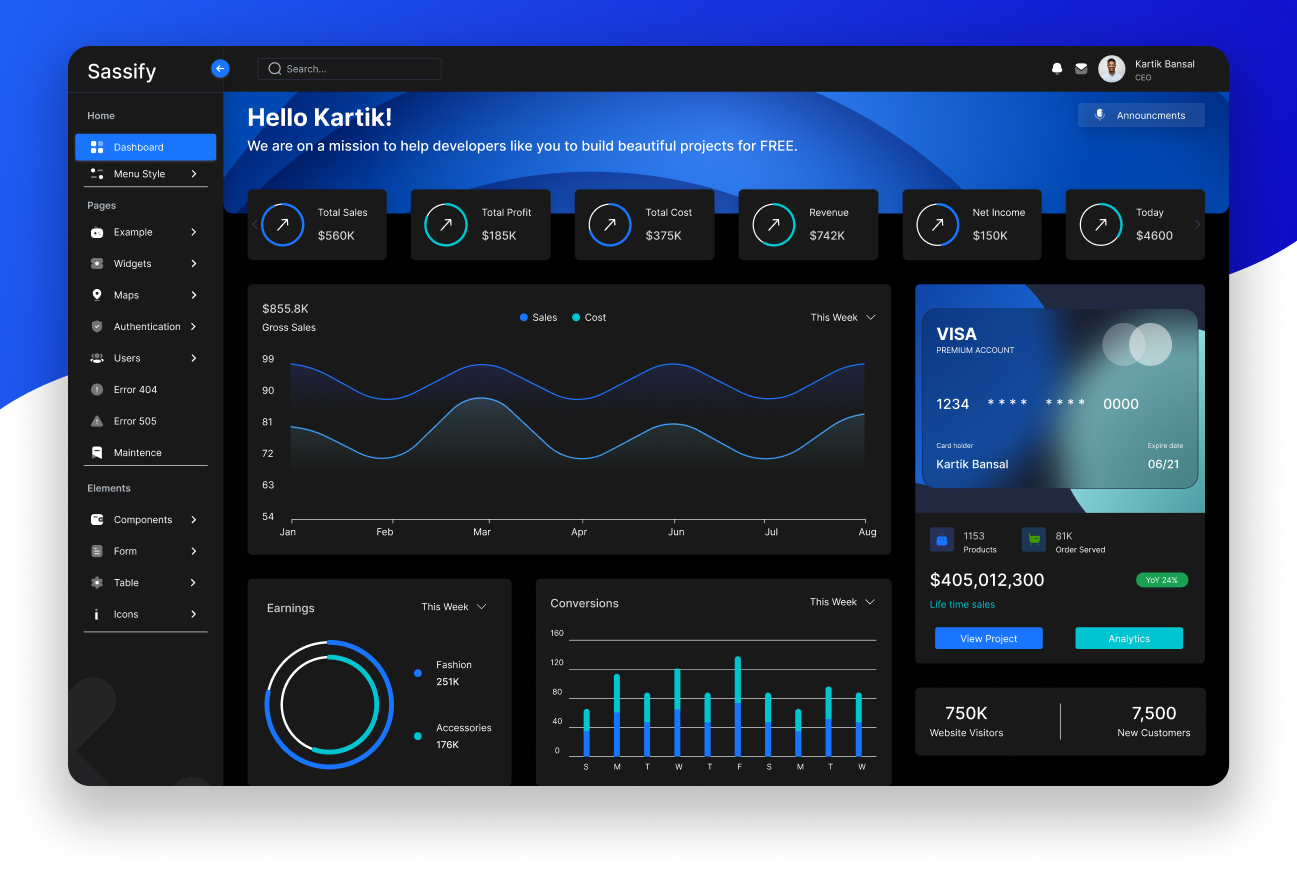 Sassify
Search...
Kartik Bansal
CEO
Home
Dashboard
Menu Style
Pages
Example
Widgets
Maps
Authentication
Users
Error 404
Error 505
Maintence
Elements
Components
Form
Table
Icons
Hello Kartik!
We are on a mission to help developers like you to build beautiful projects for FREE.
Announcments
Total Sales
$560K
Total Profit
$185K
Total Cost
$375K
Revenue
$742K
Net Income
$150K
Today
$4600
$855.8K
Gross Sales
Sales
Cost
This Week
99
90
81
72
63
54
Jan Feb Mar Apr Jun Jul Aug
VISA
PREMIUM ACCOUNT
1234 **** **** 0000
Card holder
Kartik Bansal
Expire date
06/21
1153
Products
81K
Order Served
$405,012,300
YoY 24%
Life time sales
View Project
Analytics
Earnings
This Week
Fashion
251K
Accessories
176K
Conversions
This Week
160
120
80
40
0
S M T W T F S M T W
750K
Website Visitors
7,500
New Customers